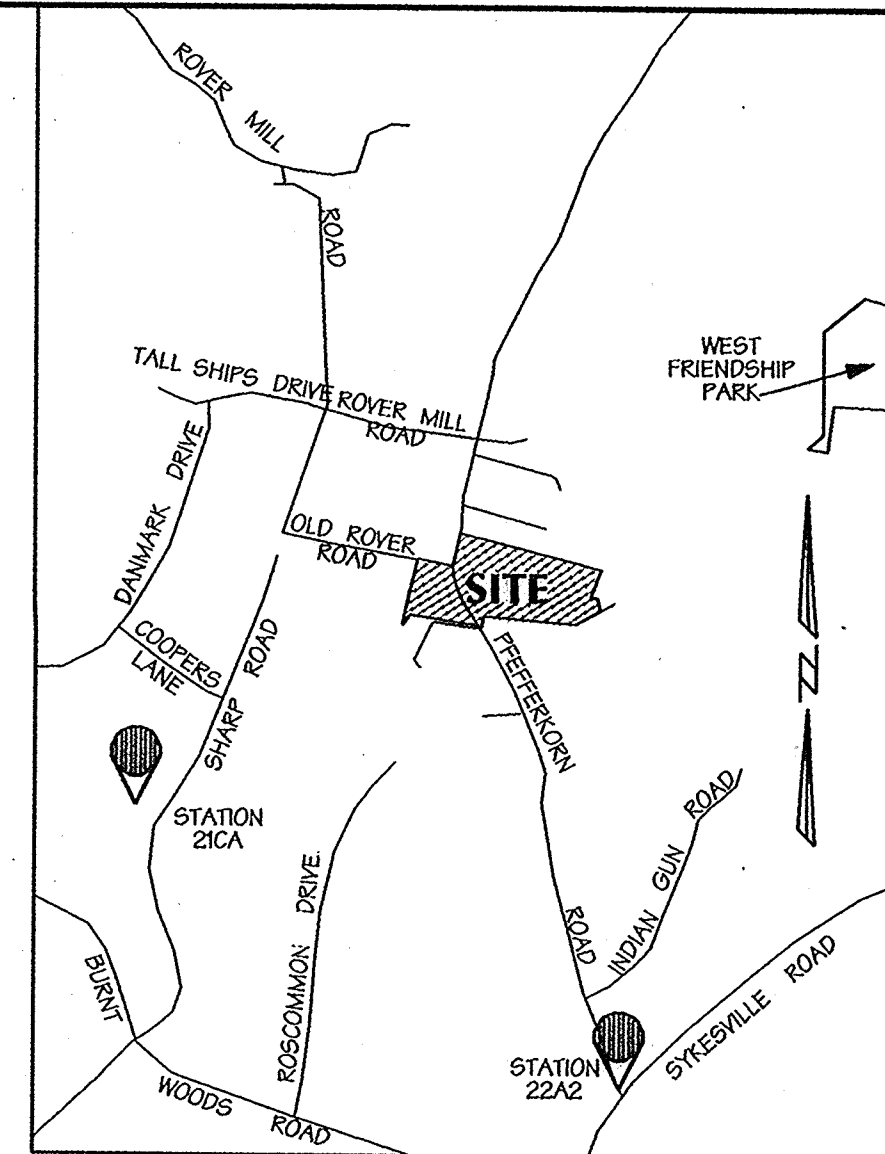 ROVER
MILL
ROAD
TALL SHIPS DRIVE
ROVER MILL
ROAD
WEST
FRIENDSHIP
PARK
DANMARK DRIVE
OLD ROVER
ROAD
SITE
COOPERS
LANE
SHARP ROAD
PFEFFERKORN
ROAD
N
STATION
21CA
ROSCOMMON DRIVE.
INDIAN GUN ROAD
BURNT
WOODS
ROAD
STATION
22A2
SYKESVILLE ROAD